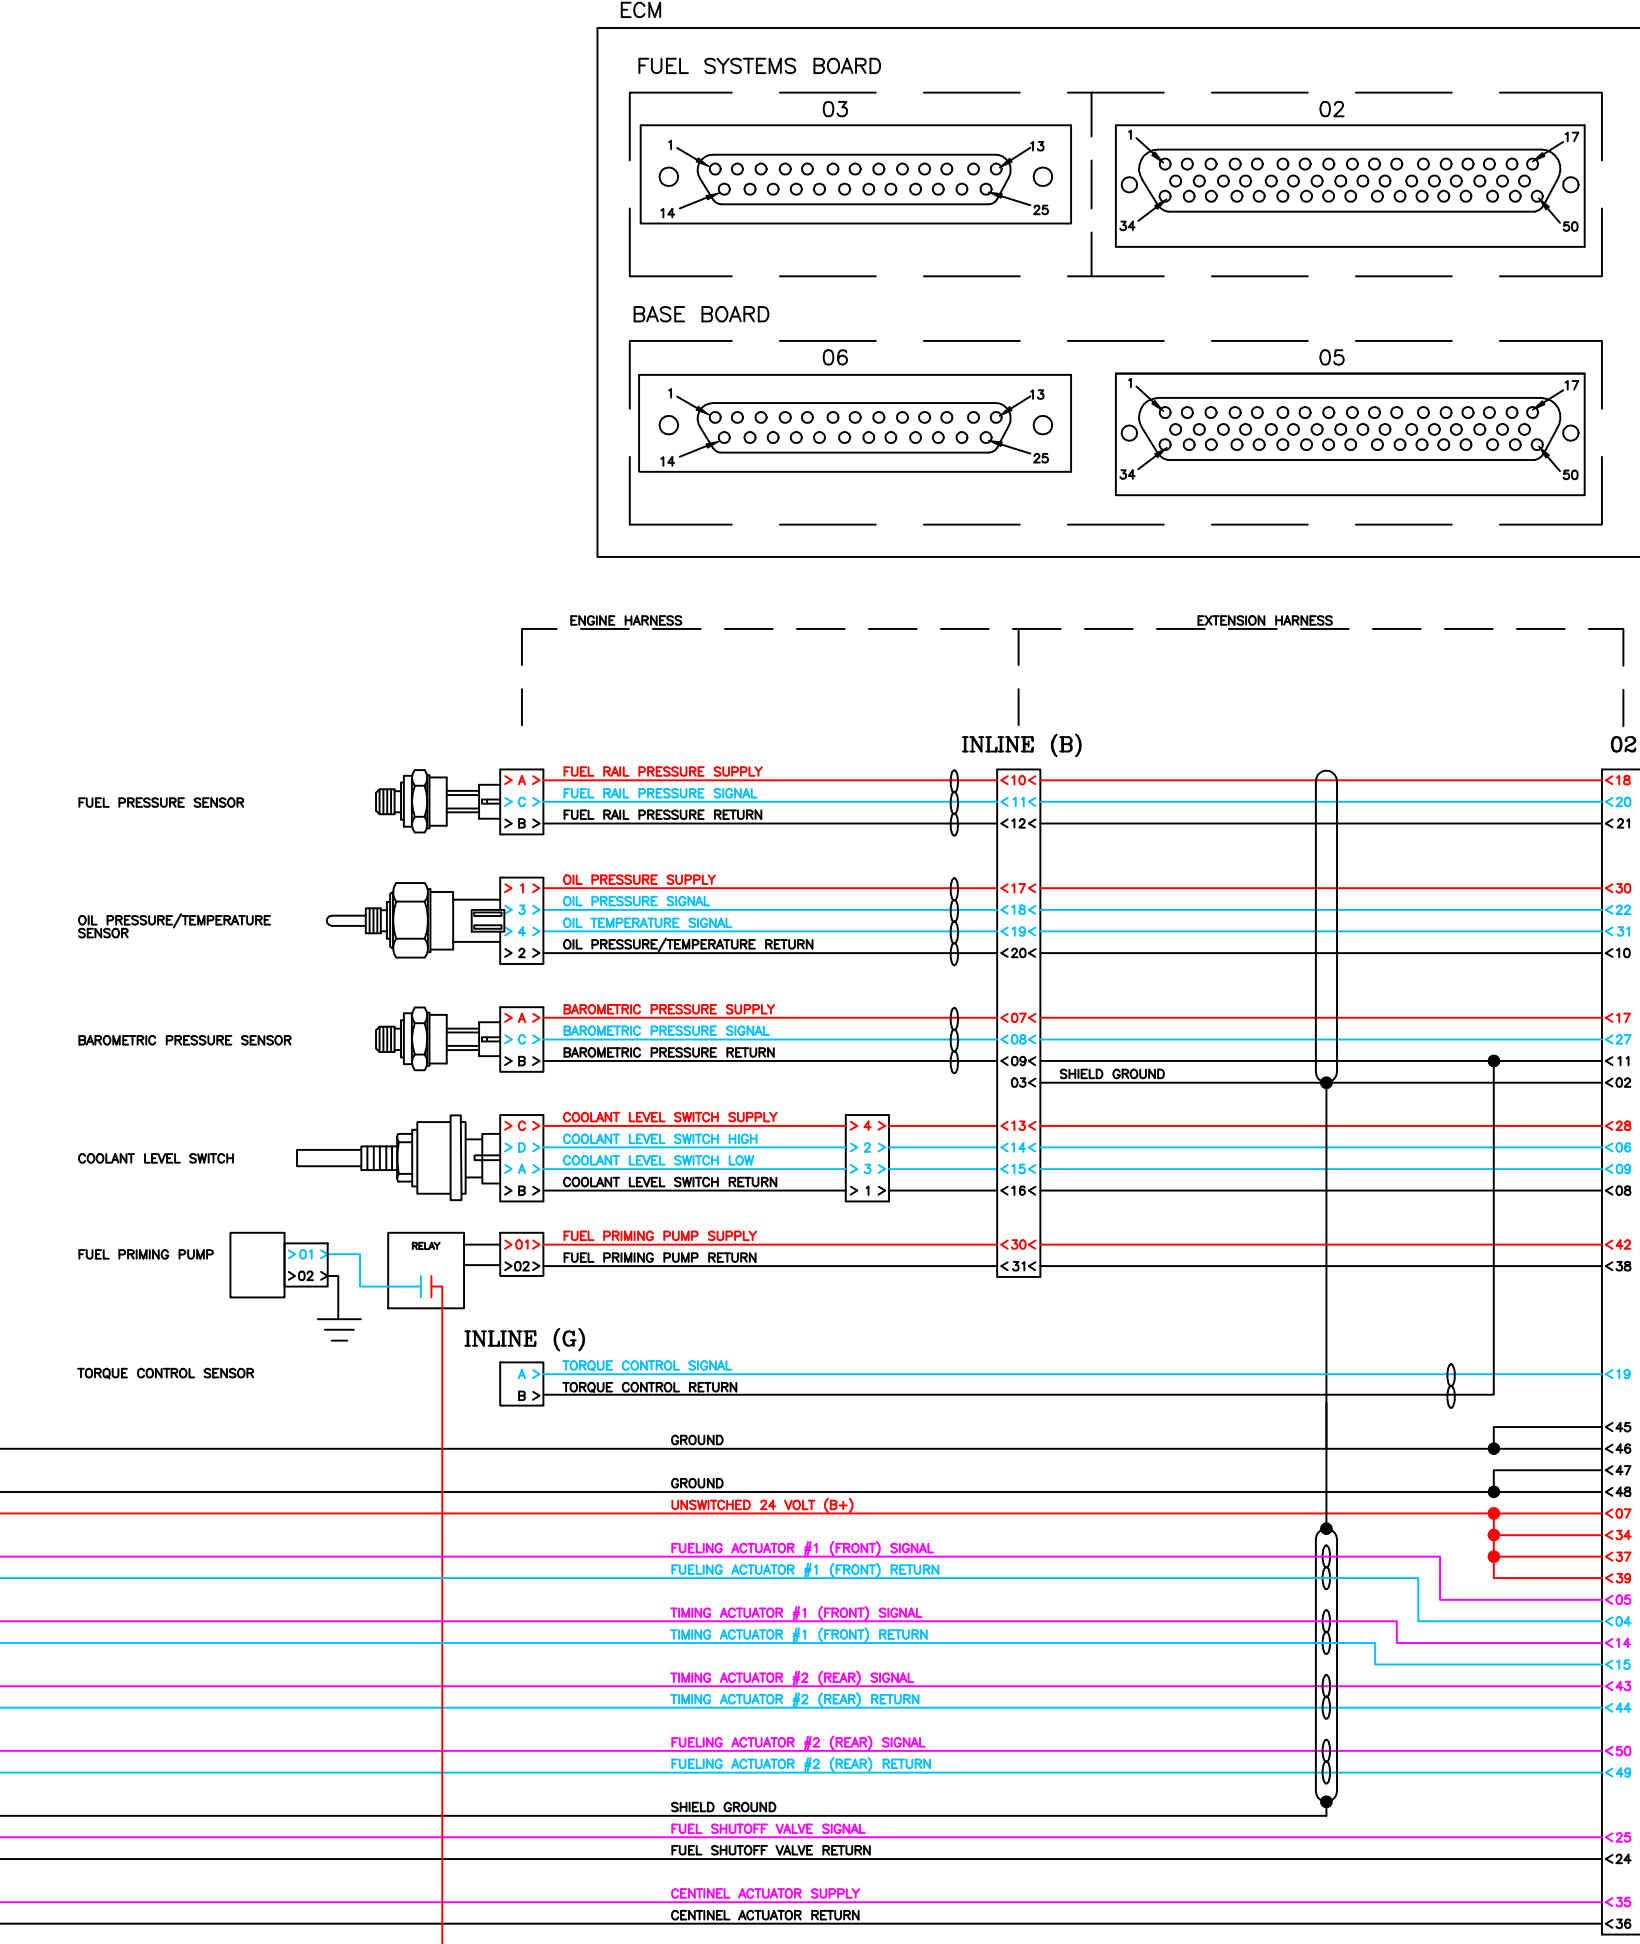 ECM
FUEL SYSTEMS BOARD
03 02
1 13 1 17
14 25 34 50
BASE BOARD
06 05
1 13 1 17
14 25 34 50
ENGINE HARNESS EXTENSION HARNESS
INLINE (B) 02
>A> FUEL RAIL PRESSURE SUPPLY <10< <18
FUEL PRESSURE SENSOR >C> FUEL RAIL PRESSURE SIGNAL <11< <20
>B> FUEL RAIL PRESSURE RETURN <12< <21
>1> OIL PRESSURE SUPPLY <17< <30
OIL PRESSURE/TEMPERATURE >3> OIL PRESSURE SIGNAL <18< <22
SENSOR >4> OIL TEMPERATURE SIGNAL <19< <31
>2> OIL PRESSURE/TEMPERATURE RETURN <20< <10
>A> BAROMETRIC PRESSURE SUPPLY <07< <17
BAROMETRIC PRESSURE SENSOR >C> BAROMETRIC PRESSURE SIGNAL <08< <27
>B> BAROMETRIC PRESSURE RETURN <09< <11
03< SHIELD GROUND <02
>C> COOLANT LEVEL SWITCH SUPPLY >4> <13< <28
>D> COOLANT LEVEL SWITCH HIGH >2> <14< <06
COOLANT LEVEL SWITCH >A> COOLANT LEVEL SWITCH LOW >3> <15< <09
>B> COOLANT LEVEL SWITCH RETURN >1> <16< <08
RELAY >01> FUEL PRIMING PUMP SUPPLY <30< <42
FUEL PRIMING PUMP >01> >02> FUEL PRIMING PUMP RETURN <31< <38
>02>
INLINE (G)
TORQUE CONTROL SENSOR A> TORQUE CONTROL SIGNAL <19
B> TORQUE CONTROL RETURN
<45
GROUND <46
<47
GROUND <48
UNSWITCHED 24 VOLT (B+) <07
<34
FUELING ACTUATOR #1 (FRONT) SIGNAL <37
FUELING ACTUATOR #1 (FRONT) RETURN <39
<05
TIMING ACTUATOR #1 (FRONT) SIGNAL <04
TIMING ACTUATOR #1 (FRONT) RETURN <14
<15
TIMING ACTUATOR #2 (REAR) SIGNAL <43
TIMING ACTUATOR #2 (REAR) RETURN <44
FUELING ACTUATOR #2 (REAR) SIGNAL <50
FUELING ACTUATOR #2 (REAR) RETURN <49
SHIELD GROUND
FUEL SHUTOFF VALVE SIGNAL <25
FUEL SHUTOFF VALVE RETURN <24
CENTINEL ACTUATOR SUPPLY <35
CENTINEL ACTUATOR RETURN <36